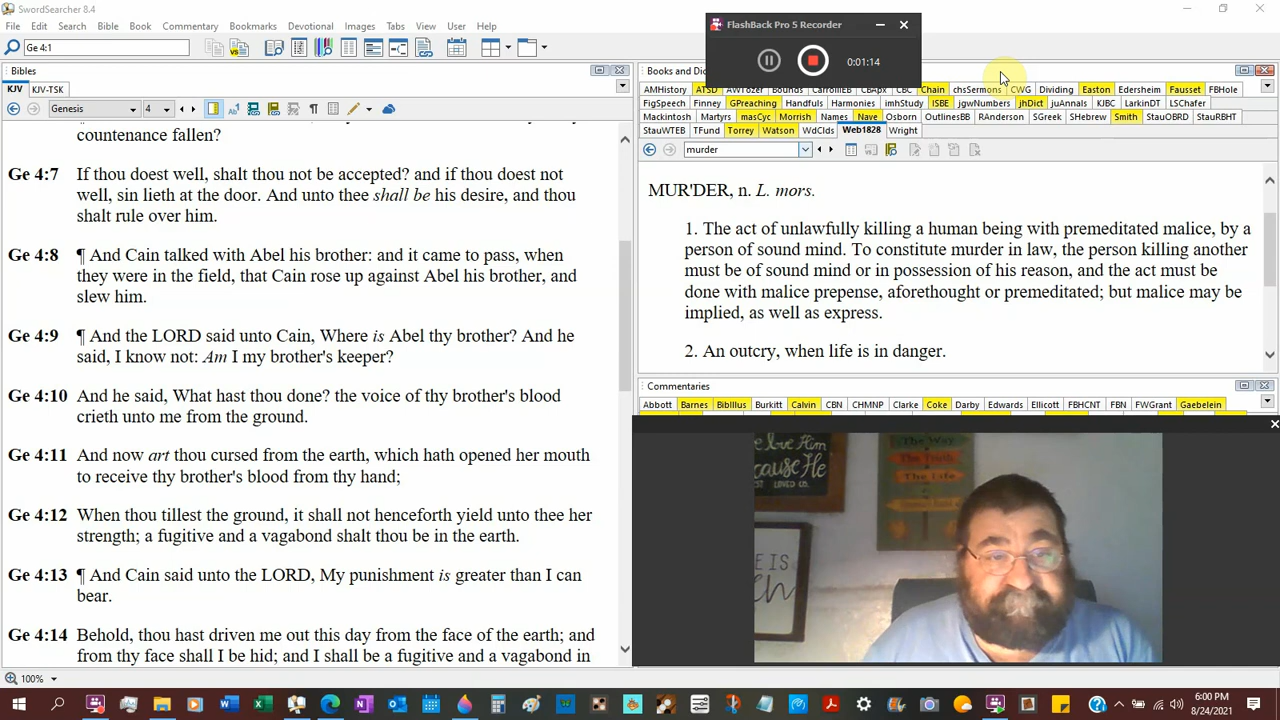 SwordSearcher 8.4
FlashBack Pro 5 Recorder
File Edit Search Bible Book Commentary Bookmarks Devotional Images User View Tabs Help
Ge 4:1
VS
0:01:14
Bibles
Books and Dic
KJV KJV-TSK
AMHistory ATSD AWTozer Bounds CarrollEB CBApx CBC Chain chsSermons CWG Dividing Easton Edersheim Fausset FBHole
FigSpeech Finney GPreaching Handfuls Harmonies imhStudy ISBE jgwNumbers jhDict juAnnals KJBC LarkinDT LSChafer
Mackintosh Martyrs masCyc Morrish Names Nave Osborn OutlinesBB RAnderson SGreek SHebrew Smith StauOBRD StauRBHT
StauWTEB TFund Torrey Watson WdClds Web1828 Wright
Genesis 4
murder
countenance fallen?
Ge 4:7 If thou doest well, shalt thou not be accepted? and if thou doest not
well, sin lieth at the door. And unto thee shall be his desire, and thou
shalt rule over him.
Ge 4:8 ¶ And Cain talked with Abel his brother: and it came to pass, when
they were in the field, that Cain rose up against Abel his brother, and
slew him.
Ge 4:9 ¶ And the LORD said unto Cain, Where is Abel thy brother? And he
said, I know not: Am I my brother's keeper?
Ge 4:10 And he said, What hast thou done? the voice of thy brother's blood
crieth unto me from the ground.
Ge 4:11 And now art thou cursed from the earth, which hath opened her mouth
to receive thy brother's blood from thy hand;
Ge 4:12 When thou tillest the ground, it shall not henceforth yield unto thee her
strength; a fugitive and a vagabond shalt thou be in the earth.
Ge 4:13 ¶ And Cain said unto the LORD, My punishment is greater than I can
bear.
Ge 4:14 Behold, thou hast driven me out this day from the face of the earth; and
from thy face shall I be hid; and I shall be a fugitive and a vagabond in
MUR'DER, n. L. mors.
1. The act of unlawfully killing a human being with premeditated malice, by a
person of sound mind. To constitute murder in law, the person killing another
must be of sound mind or in possession of his reason, and the act must be
done with malice prepense, aforethought or premeditated; but malice may be
implied, as well as express.
2. An outcry, when life is in danger.
Commentaries
Abbott Barnes BibIllus Burkitt Calvin CBN CHMNP Clarke Coke Darby Edwards Ellicott FBHCNT FBN FWGrant Gaebelein
The Way
The Truth
The Life
we love Him
because He
FIRST LOVED US.
HE IS
100%
6:00 PM
8/24/2021